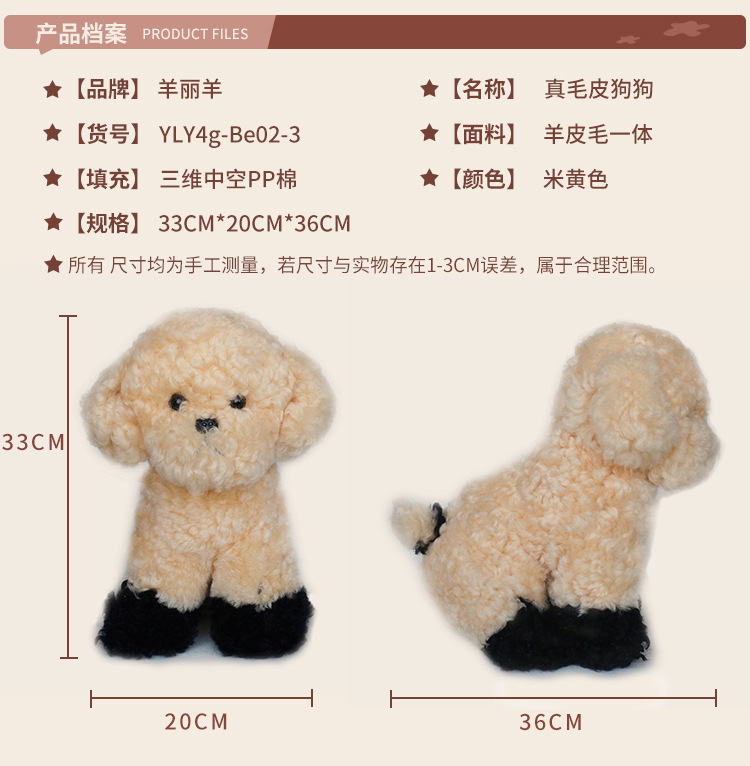 产品档案 PRODUCT FILES
【品牌】 羊丽羊 【名称】 真毛皮狗狗
【货号】 YLY4g-Be02-3 【面料】 羊皮毛一体
【填充】 三维中空PP棉 【颜色】 米黄色
【规格】 33CM*20CM*36CM
所有 尺寸均为手工测量，若尺寸与实物存在1-3CM误差，属于合理范围。
33CM
20CM 36CM